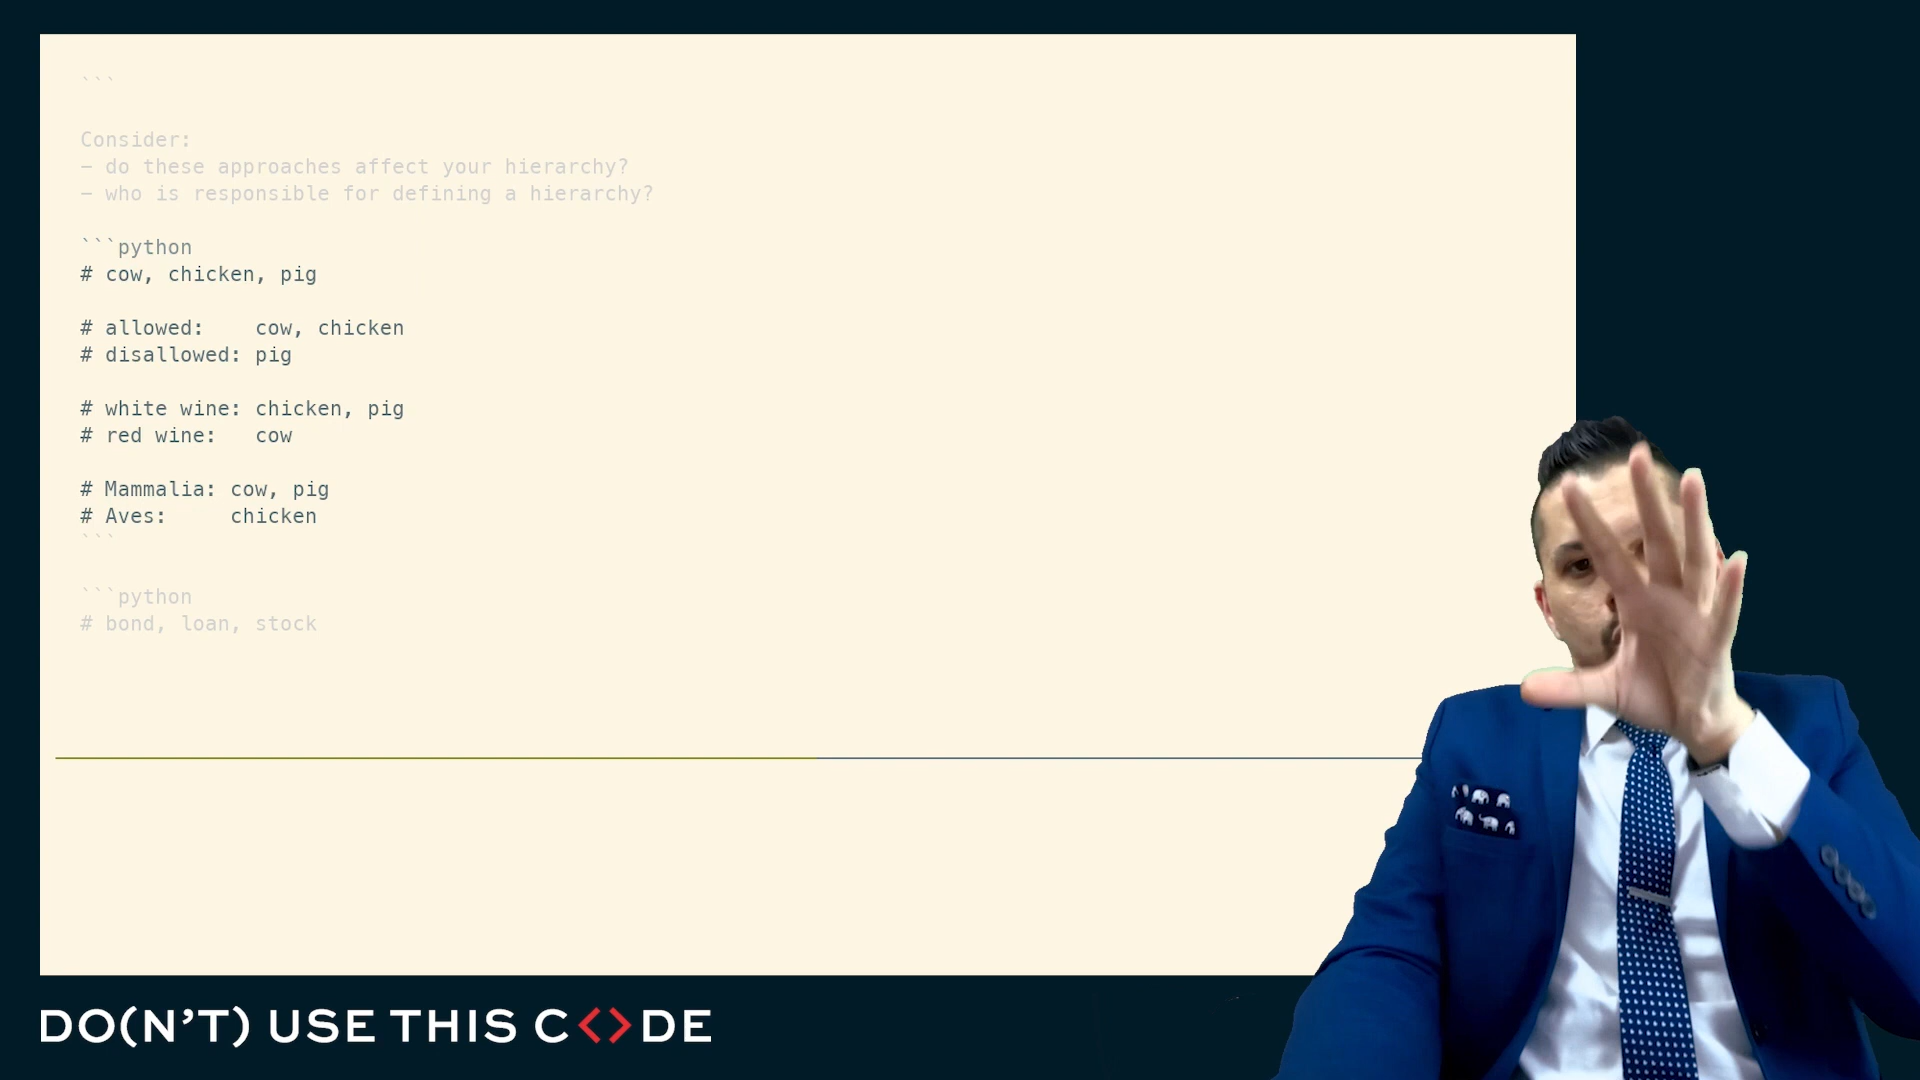 ```
Consider:
- do these approaches affect your hierarchy?
- who is responsible for defining a hierarchy?
```python
# cow, chicken, pig
# allowed:    cow, chicken
# disallowed: pig
# white wine: chicken, pig
# red wine:   cow
# Mammalia: cow, pig
# Aves:     chicken
```
```python
# bond, loan, stock
DO(N'T) USE THIS C<>DE